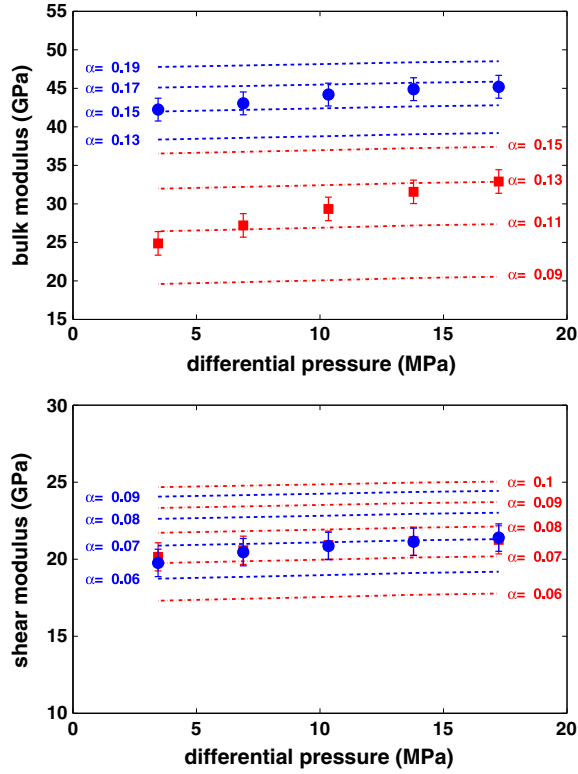 55
50
45
40
35
30
25
20
15
bulk modulus (GPa)
α= 0.19
α= 0.17
α= 0.15
α= 0.13
α= 0.15
α= 0.13
α= 0.11
α= 0.09
0 5 10 15 20
differential pressure (MPa)
30
25
20
15
10
shear modulus (GPa)
α= 0.09
α= 0.08
α= 0.07
α= 0.06
α= 0.1
α= 0.09
α= 0.08
α= 0.07
α= 0.06
0 5 10 15 20
differential pressure (MPa)